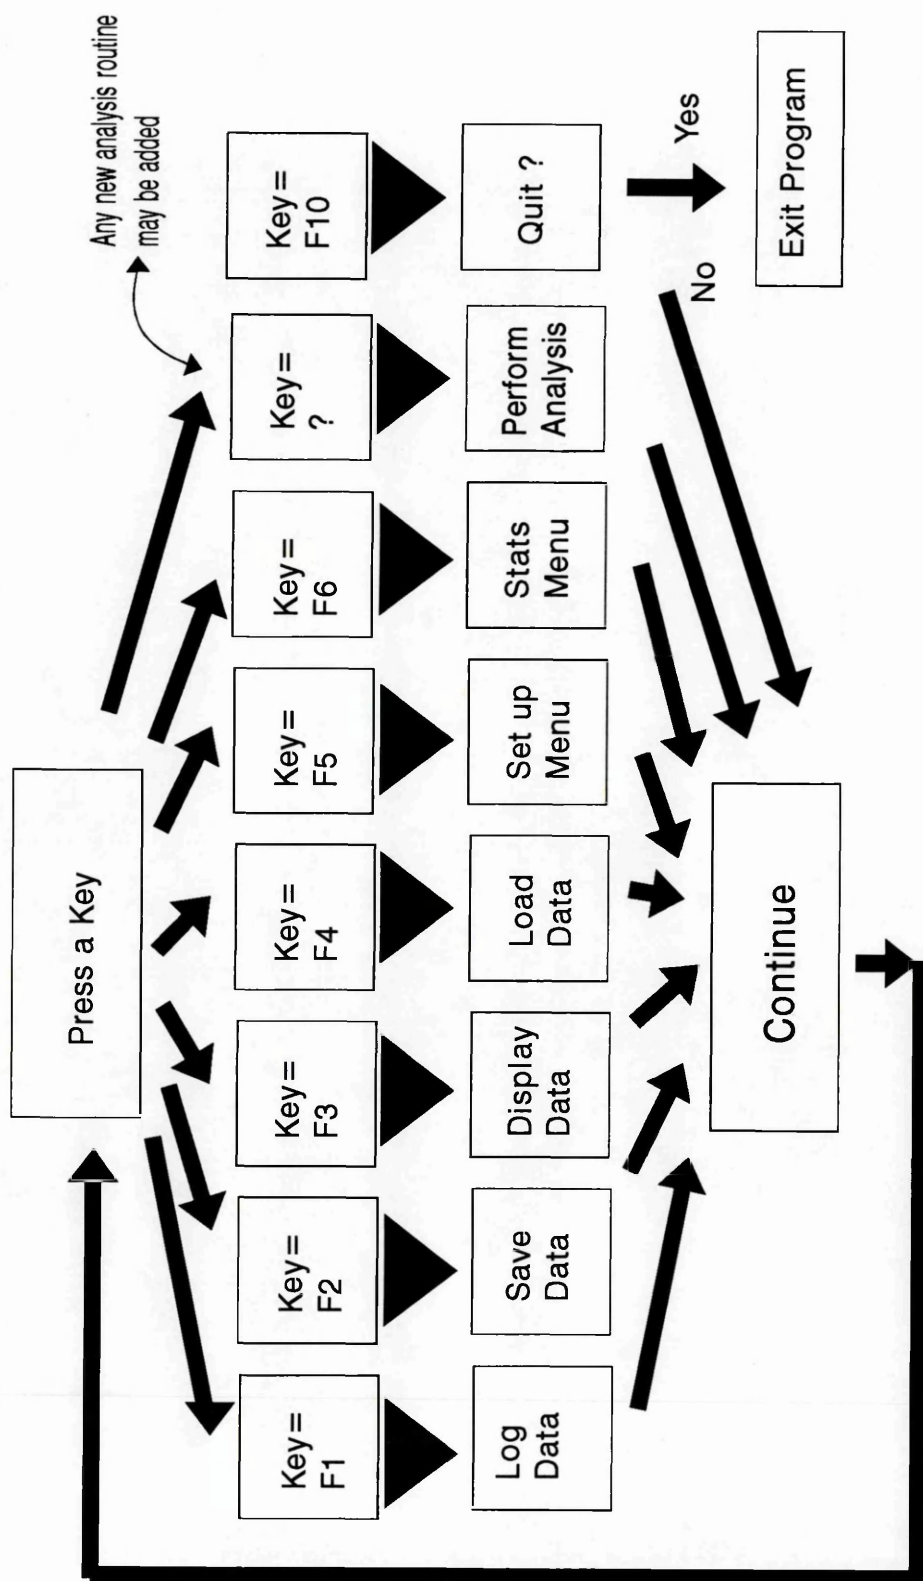 Press a Key
Any new analysis routine
may be added
Key=
F1
Key=
F2
Key=
F3
Key=
F4
Key=
F5
Key=
F6
Key=
?
Key=
F10
Log
Data
Save
Data
Display
Data
Load
Data
Set up
Menu
Stats
Menu
Perform
Analysis
Quit ?
No
Yes
Continue
Exit Program